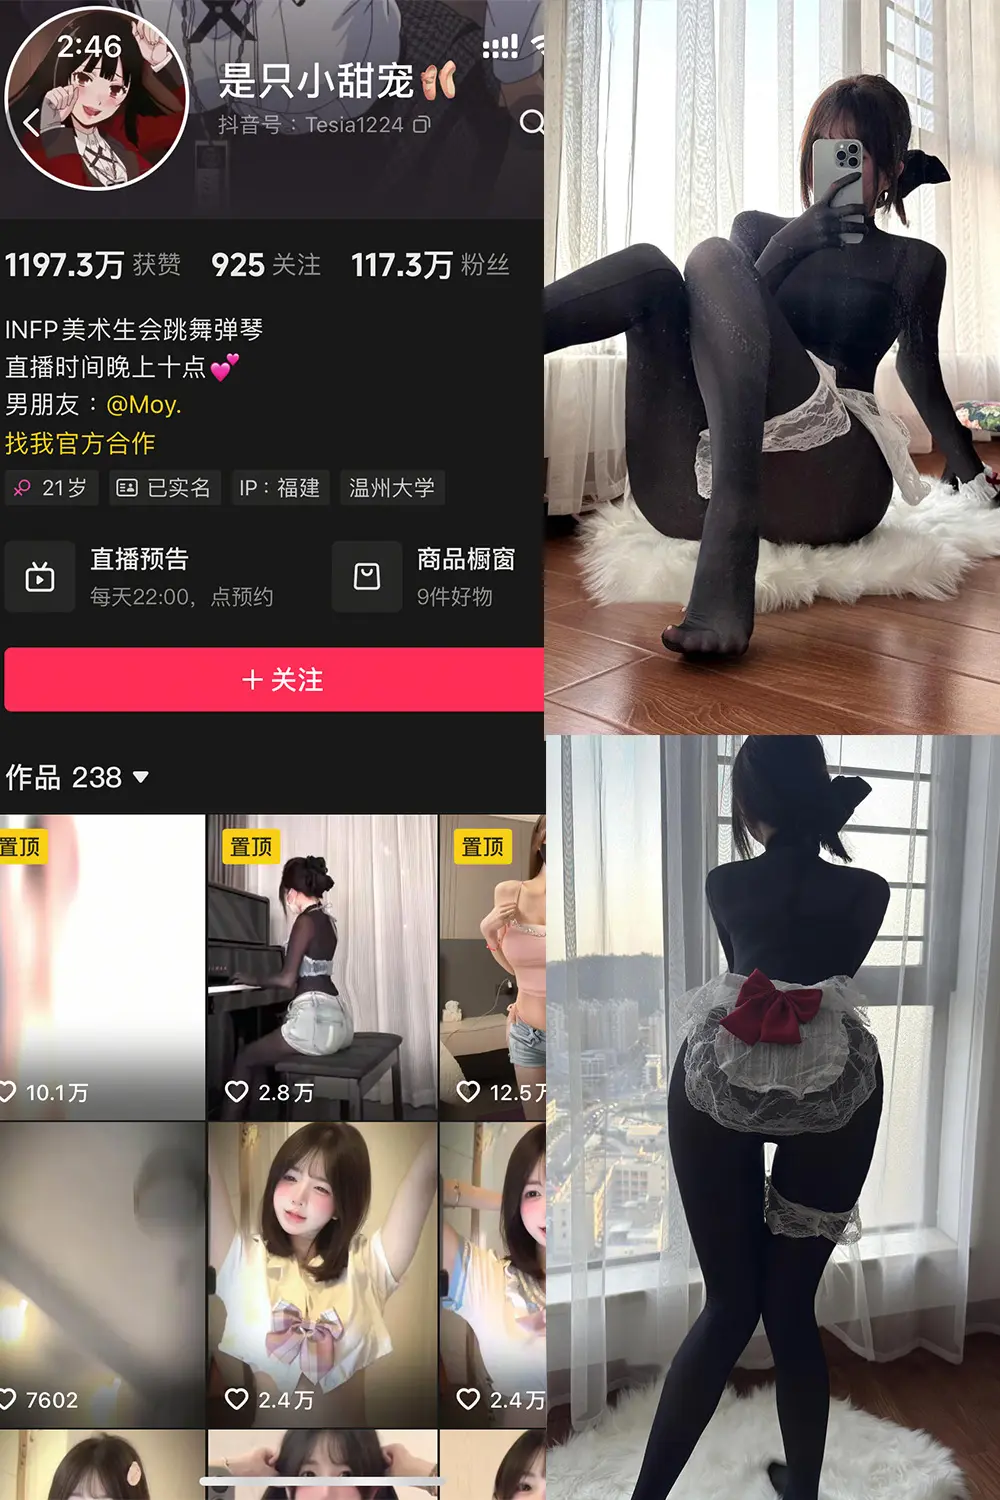 2:46
是只小甜宠
抖音号：Tesia1224
1197.3万 获赞 925 关注 117.3万 粉丝
INFP美术生会跳舞弹琴
直播时间晚上十点💕
男朋友：@Moy.
找我官方合作
21岁 已实名 IP：福建 温州大学
直播预告 商品橱窗
每天22:00，点预约 9件好物
+ 关注
作品 238
置顶 置顶 置顶
10.1万 2.8万 12.5万
7602 2.4万 2.4万